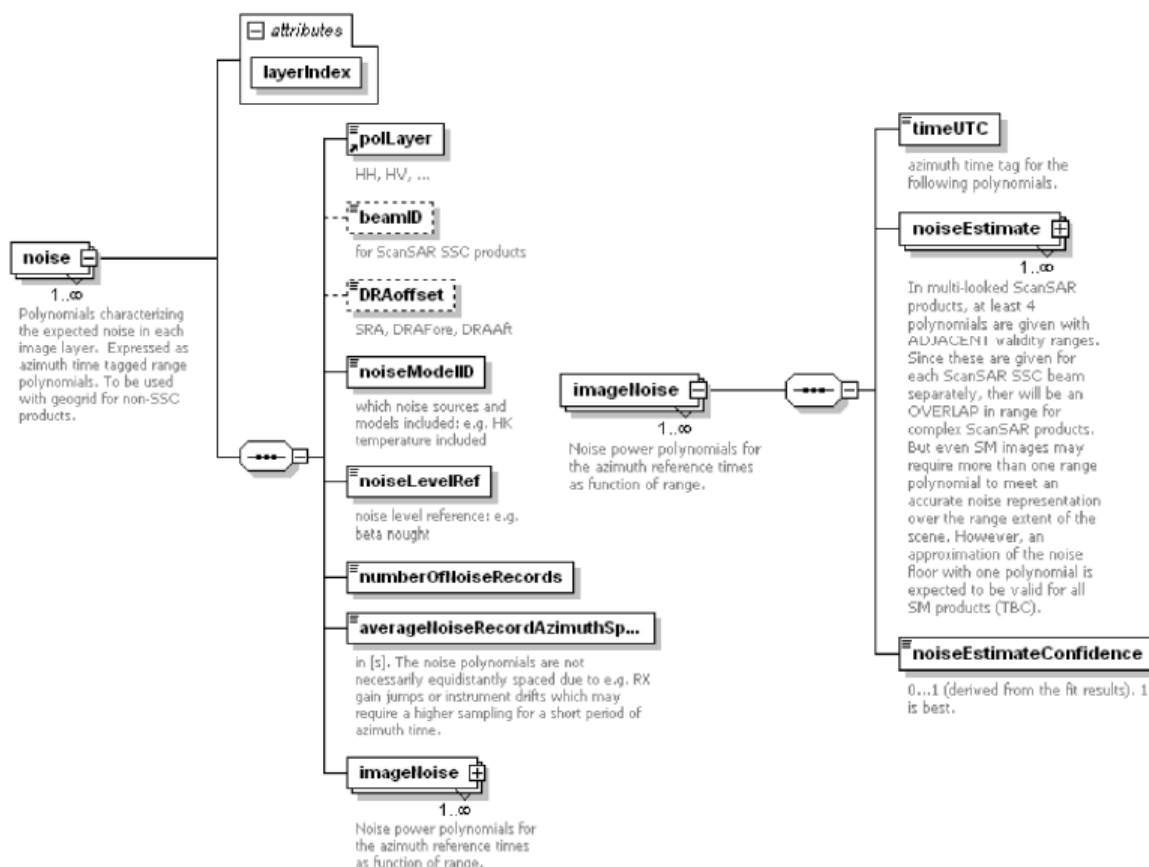 attributes
layerIndex
noise
1..∞
Polynomials characterizing
the expected noise in each
image layer. Expressed as
azimuth time tagged range
polynomials. To be used
with geogrid for non-SSC
products.
polLayer
HH, HV, ...
beamID
for ScanSAR SSC products
DRAoffset
SRA, DRAFore, DRAAft
noiseModelID
which noise sources and
models included: e.g. HK
temperature included
noiseLevelRef
noise level reference: e.g.
beta nought
numberOfNoiseRecords
averageNoiseRecordAzimuthSp...
in [s]. The noise polynomials are not
necessarily equidistantly spaced due to e.g. RX
gain jumps or instrument drifts which may
require a higher sampling for a short period of
azimuth time.
imageNoise
1..∞
Noise power polynomials for
the azimuth reference times
as function of range.
imageNoise
1..∞
Noise power polynomials for
the azimuth reference times
as function of range.
timeUTC
azimuth time tag for the
following polynomials.
noiseEstimate
1..∞
In multi-looked ScanSAR
products, at least 4
polynomials are given with
ADJACENT validity ranges.
Since these are given for
each ScanSAR SSC beam
separately, ther will be an
OVERLAP in range for
complex ScanSAR products.
But even SM images may
require more than one range
polynomial to meet an
accurate noise representation
over the range extent of the
scene. However, an
approximation of the noise
floor with one polynomial is
expected to be valid for all
SM products (TBC).
noiseEstimateConfidence
0...1 (derived from the fit results). 1
is best.